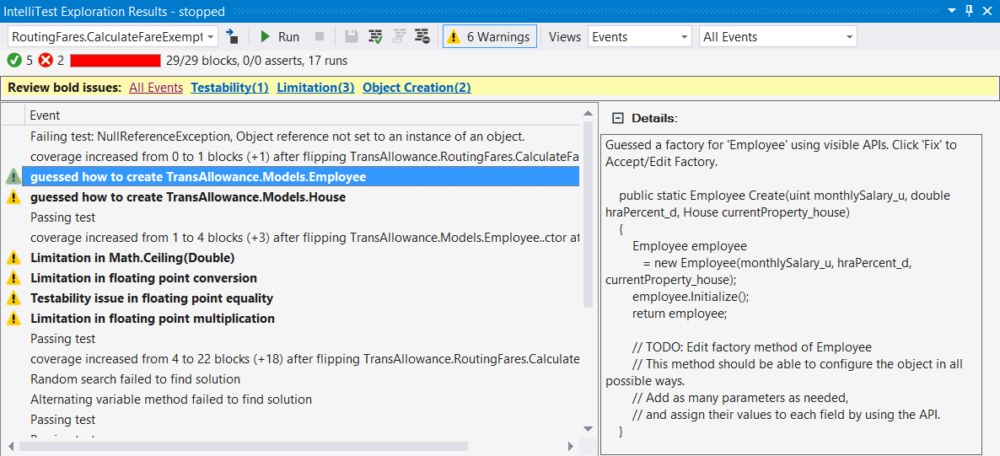 IntelliTest Exploration Results - stopped
RoutingFares.CalculateFareExempt
Run
6 Warnings
Views
Events
All Events
5
2
29/29 blocks, 0/0 asserts, 17 runs
Review bold issues:
All Events
Testability(1)
Limitation(3)
Object Creation(2)
Event
Failing test: NullReferenceException, Object reference not set to an instance of an object.
coverage increased from 0 to 1 blocks (+1) after flipping TransAllowance.RoutingFares.CalculateFa
guessed how to create TransAllowance.Models.Employee
guessed how to create TransAllowance.Models.House
Passing test
coverage increased from 1 to 4 blocks (+3) after flipping TransAllowance.Models.Employee..ctor at
Limitation in Math.Ceiling(Double)
Limitation in floating point conversion
Testability issue in floating point equality
Limitation in floating point multiplication
Passing test
coverage increased from 4 to 22 blocks (+18) after flipping TransAllowance.RoutingFares.Calculate
Random search failed to find solution
Alternating variable method failed to find solution
Passing test
Details:
Guessed a factory for 'Employee' using visible APIs. Click 'Fix' to
Accept/Edit Factory.
public static Employee Create(uint monthlySalary_u, double
hraPercent_d, House currentProperty_house)
{
Employee employee
= new Employee(monthlySalary_u, hraPercent_d,
currentProperty_house);
employee.Initialize();
return employee;
// TODO: Edit factory method of Employee
// This method should be able to configure the object in all
possible ways.
// Add as many parameters as needed,
// and assign their values to each field by using the API.
}